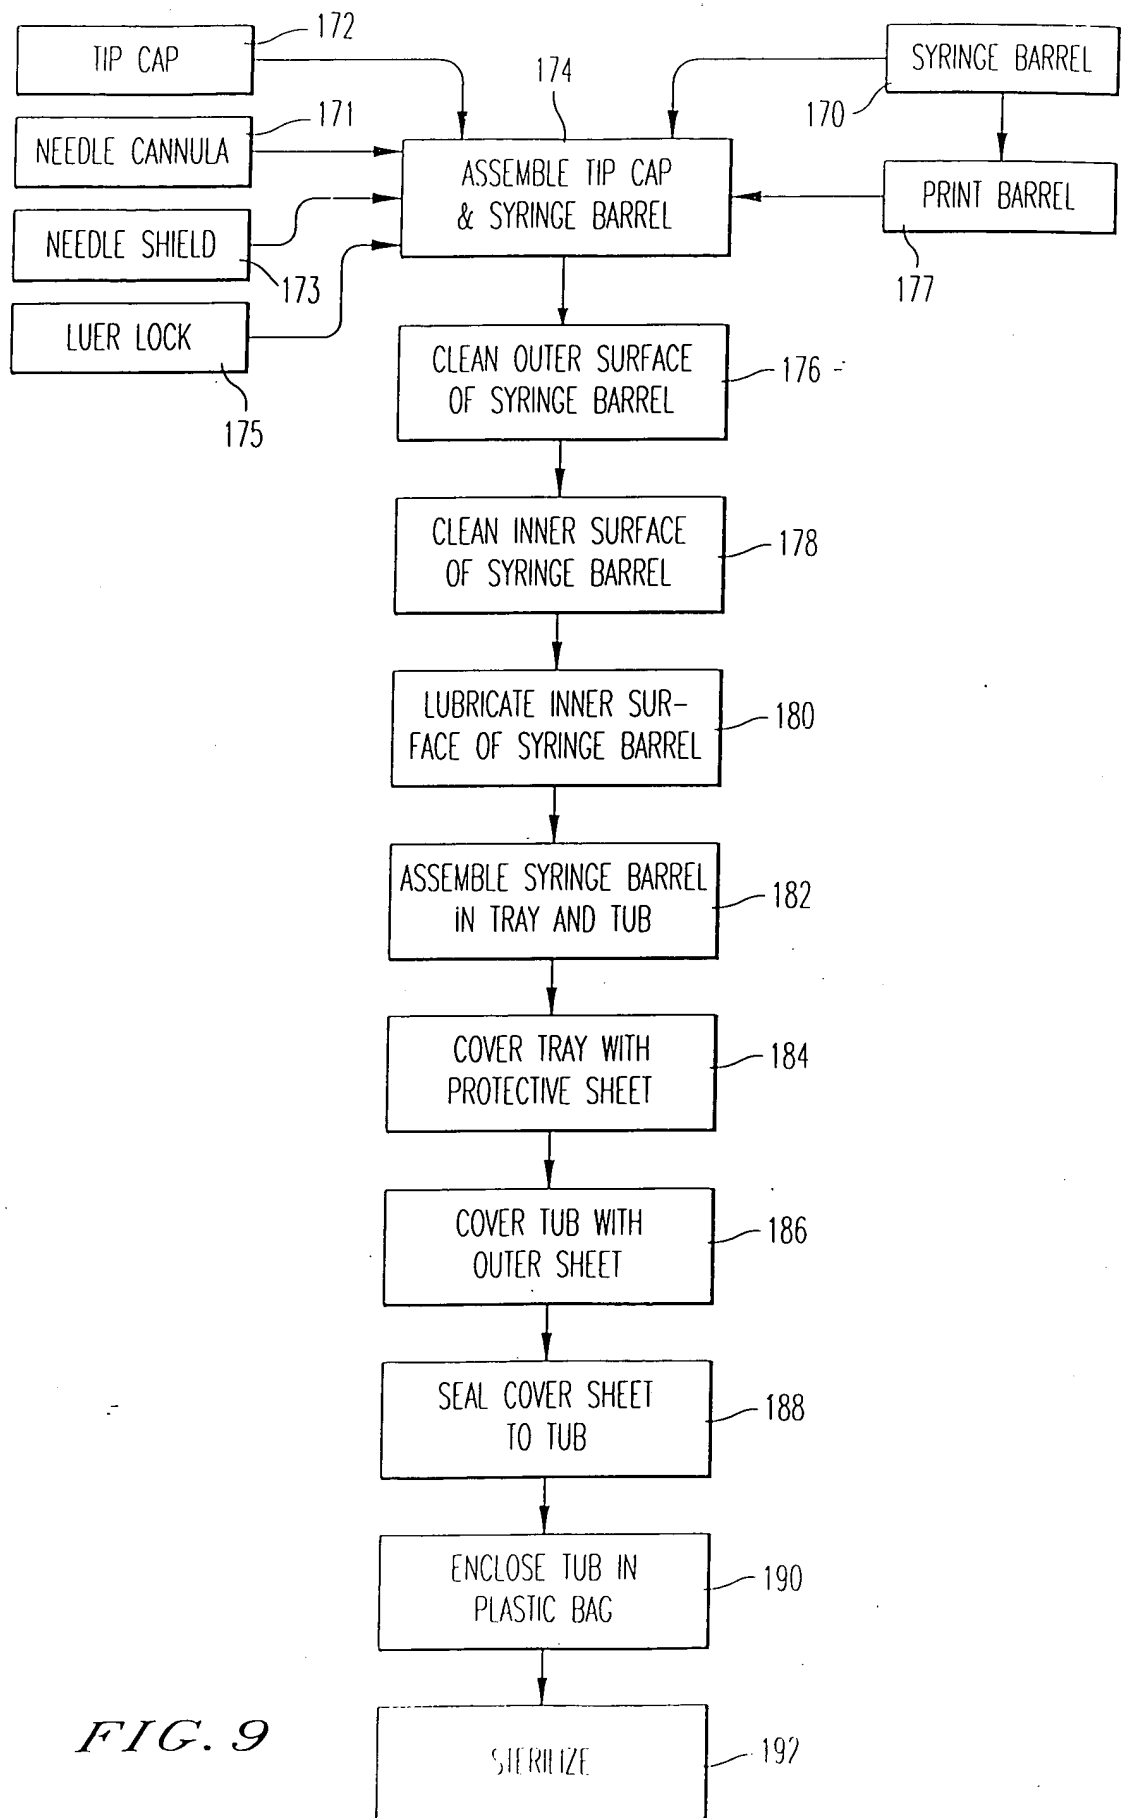 TIP CAP
172
NEEDLE CANNULA
171
NEEDLE SHIELD
173
LUER LOCK
175
174
ASSEMBLE TIP CAP
& SYRINGE BARREL
SYRINGE BARREL
170
PRINT BARREL
177
CLEAN OUTER SURFACE
OF SYRINGE BARREL
176
CLEAN INNER SURFACE
OF SYRINGE BARREL
178
LUBRICATE INNER SUR-
FACE OF SYRINGE BARREL
180
ASSEMBLE SYRINGE BARREL
IN TRAY AND TUB
182
COVER TRAY WITH
PROTECTIVE SHEET
184
COVER TUB WITH
OUTER SHEET
186
SEAL COVER SHEET
TO TUB
188
ENCLOSE TUB IN
PLASTIC BAG
190
STERILIZE
192
FIG. 9